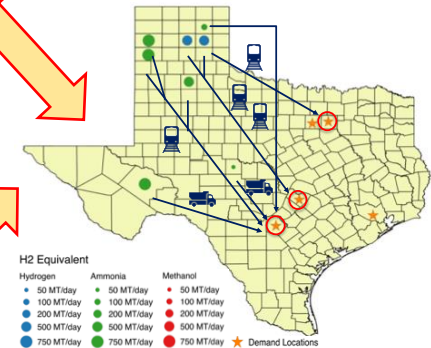 H2 Equivalent
Hydrogen Ammonia Methanol
50 MT/day 50 MT/day 50 MT/day
100 MT/day 100 MT/day 100 MT/day
200 MT/day 200 MT/day 200 MT/day
500 MT/day 500 MT/day 500 MT/day
750 MT/day 750 MT/day 750 MT/day Demand Locations